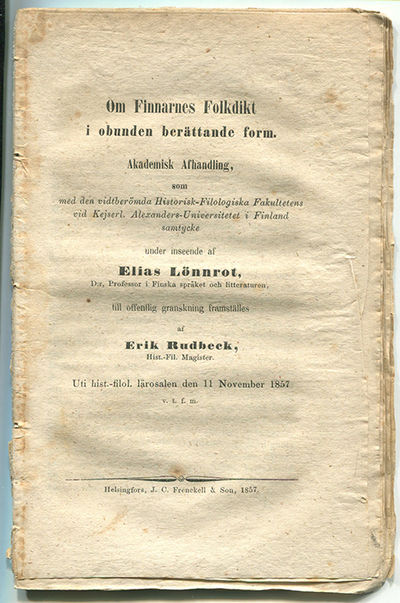 Om Finnarnes Folkdikt
i obunden berättande form.
Akademisk Afhandling,
som
med den vidtberömda Historisk-Filologiska Fakultetens
vid Kejserl. Alexanders-Universitetet i Finland
samtycke
under inseende af
Elias Lönnrot,
D:r, Professor i Finska språket och litteraturen,
till offentlig granskning framställes
af
Erik Rudbeck,
Hist.-Fil. Magister.
Uti hist.-filol. lärosalen den 11 November 1857
v. t. f. m.
Helsingfors, J. C. Frenckell & Son, 1857.